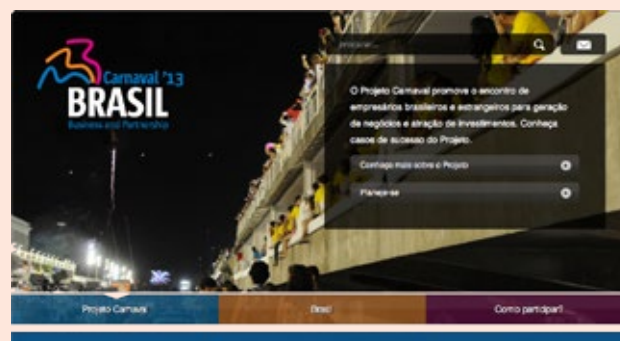 Carnaval '13
BRASIL
Business and Partnership
O Projeto Carnaval promove o encontro de
empresários brasileiros e estrangeiros para geração
de negócios e atração de investimentos. Conheça
casos de sucesso do Projeto.
Conheça mais sobre o Projeto
Planeje-se
Projeto Carnaval
Brasil
Como participar?